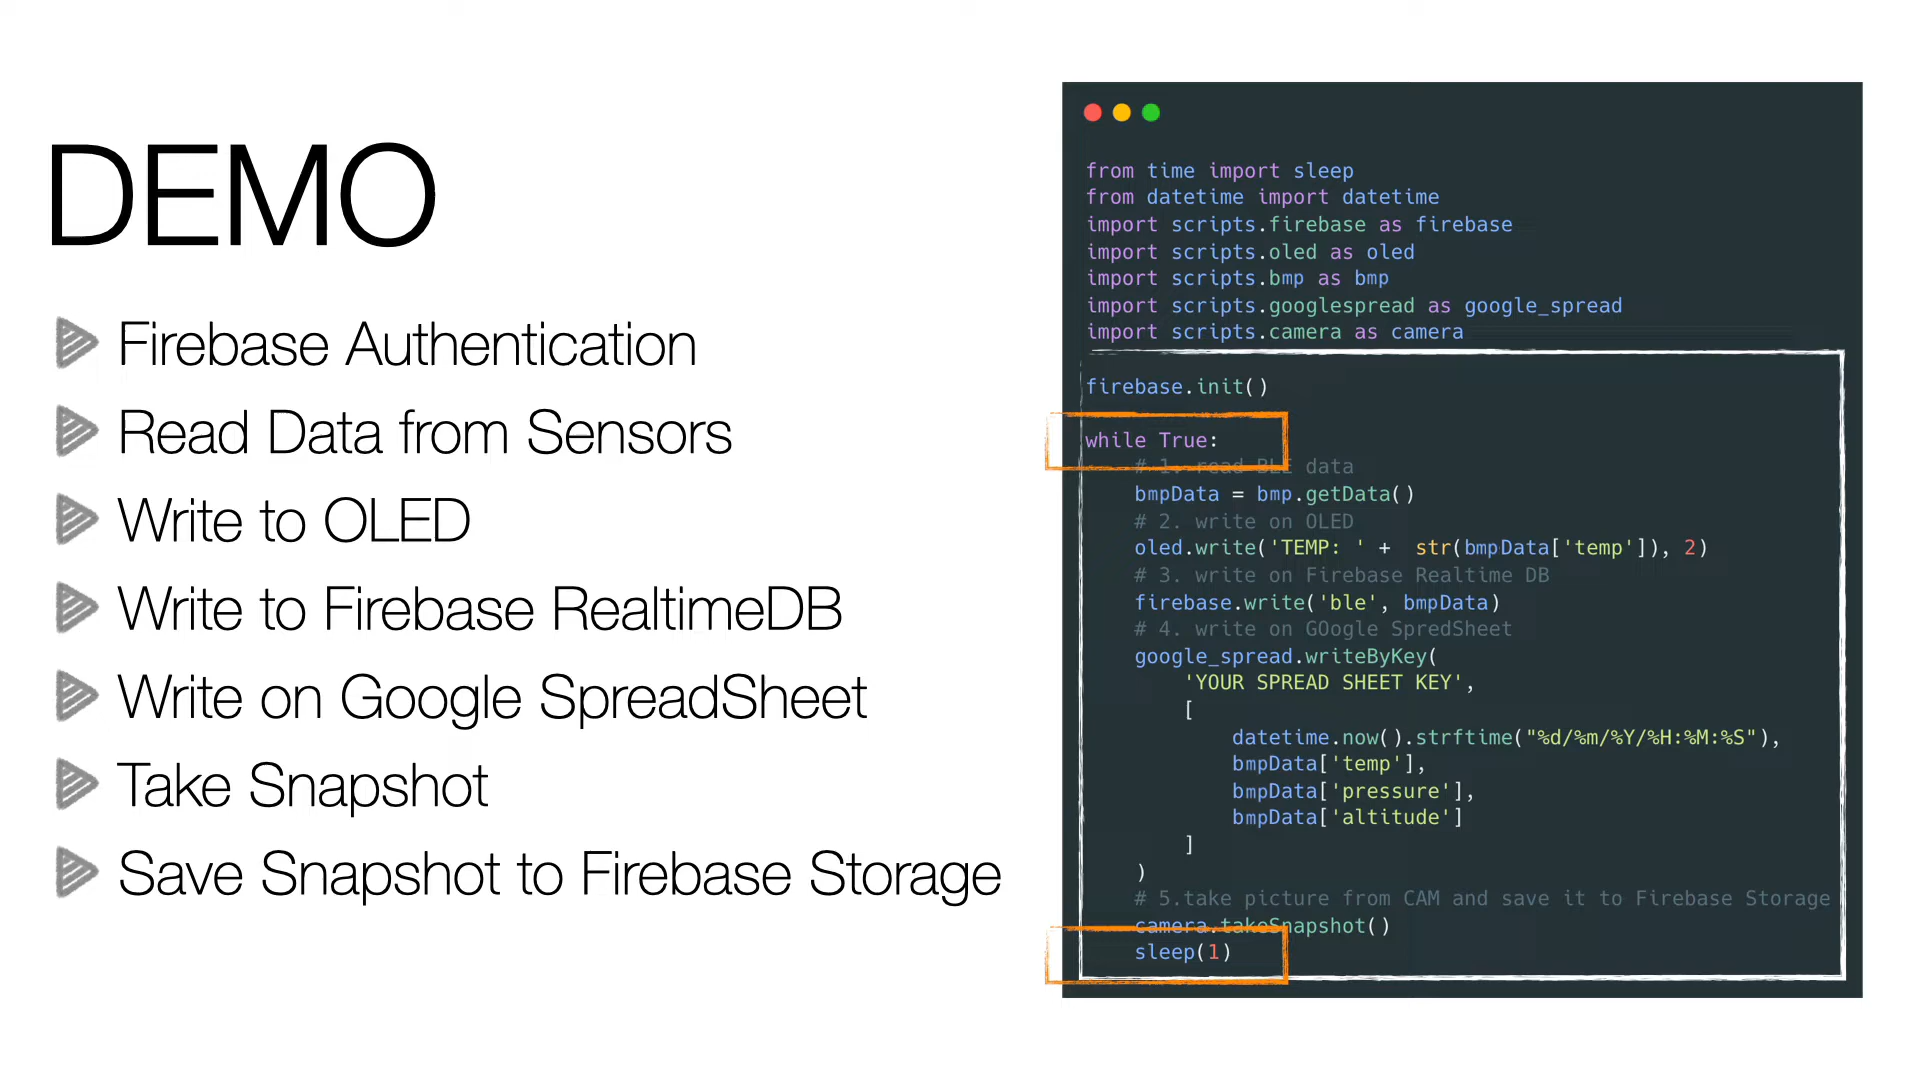 DEMO
Firebase Authentication
Read Data from Sensors
Write to OLED
Write to Firebase RealtimeDB
Write on Google SpreadSheet
Take Snapshot
Save Snapshot to Firebase Storage
from time import sleep
from datetime import datetime
import scripts.firebase as firebase
import scripts.oled as oled
import scripts.bmp as bmp
import scripts.googlespread as google_spread
import scripts.camera as camera
firebase.init()
while True:
# 1. read BLE data
bmpData = bmp.getData()
# 2. write on OLED
oled.write('TEMP: ' +  str(bmpData['temp']), 2)
# 3. write on Firebase Realtime DB
firebase.write('ble', bmpData)
# 4. write on GOogle SpredSheet
google_spread.writeByKey(
'YOUR SPREAD SHEET KEY',
[
datetime.now().strftime("%d/%m/%Y/%H:%M:%S"),
bmpData['temp'],
bmpData['pressure'],
bmpData['altitude']
]
)
# 5.take picture from CAM and save it to Firebase Storage
camera.takeSnapshot()
sleep(1)